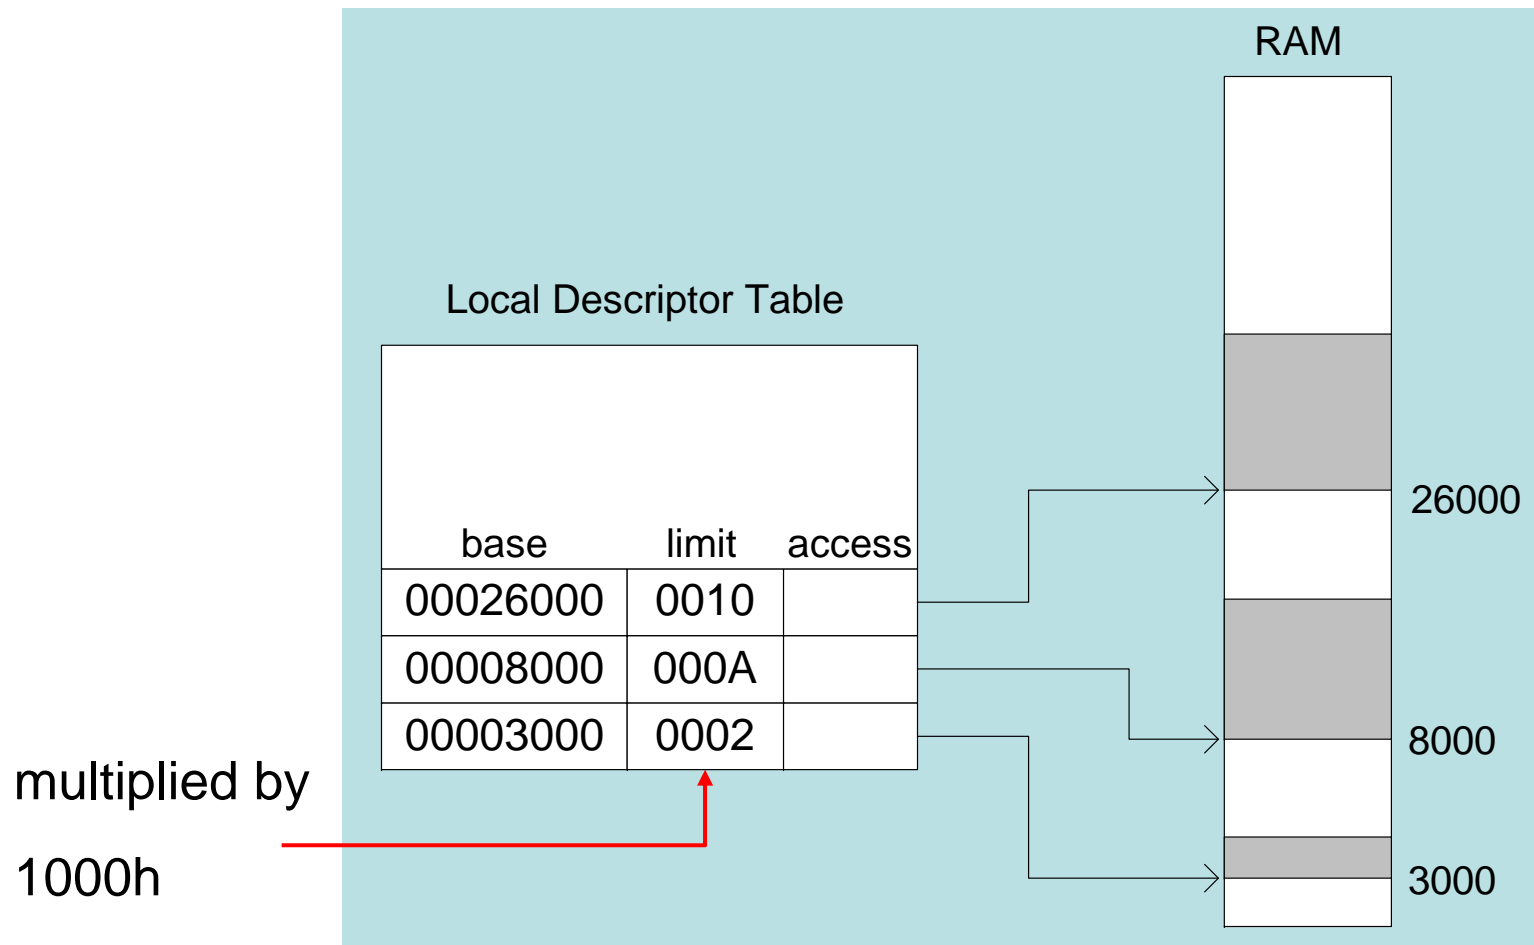 RAM
Local Descriptor Table
base limit access
00026000 0010
00008000 000A
00003000 0002
26000
8000
3000
multiplied by
1000h